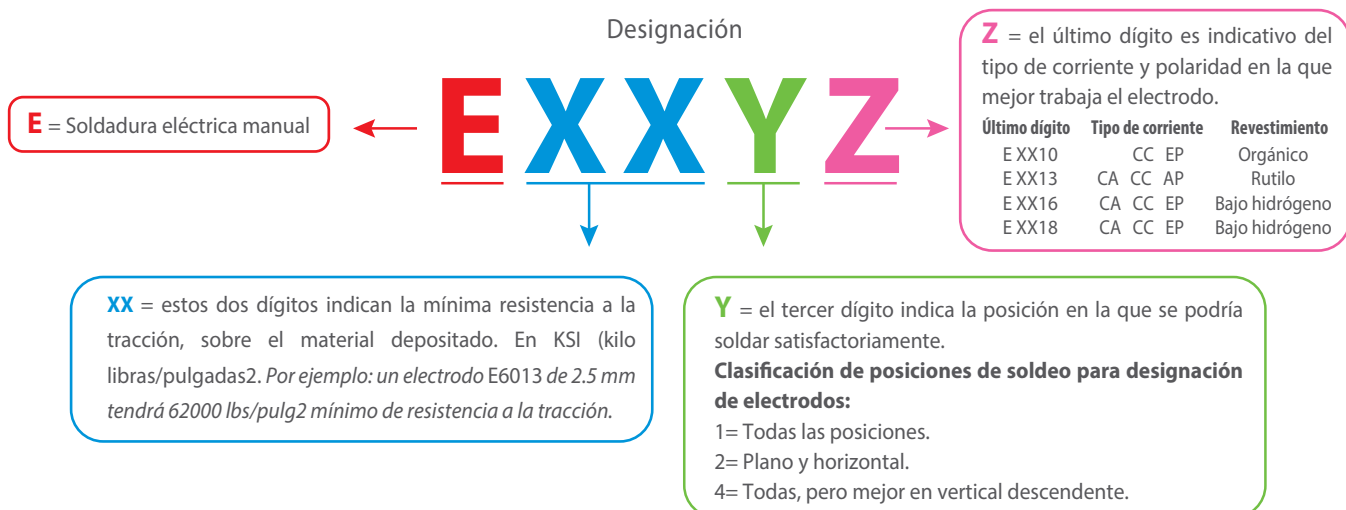 Designación
E = Soldadura eléctrica manual
E XX Y Z
Z = el último dígito es indicativo del
tipo de corriente y polaridad en la que
mejor trabaja el electrodo.
Último dígito Tipo de corriente Revestimiento
E XX10 CC EP Orgánico
E XX13 CA CC AP Rutilo
E XX16 CA CC EP Bajo hidrógeno
E XX18 CA CC EP Bajo hidrógeno
XX = estos dos dígitos indican la mínima resistencia a la
tracción, sobre el material depositado. En KSI (kilo
libras/pulgadas2. Por ejemplo: un electrodo E6013 de 2.5 mm
tendrá 62000 lbs/pulg2 mínimo de resistencia a la tracción.
Y = el tercer dígito indica la posición en la que se podría
soldar satisfactoriamente.
Clasificación de posiciones de soldeo para designación
de electrodos:
1= Todas las posiciones.
2= Plano y horizontal.
4= Todas, pero mejor en vertical descendente.